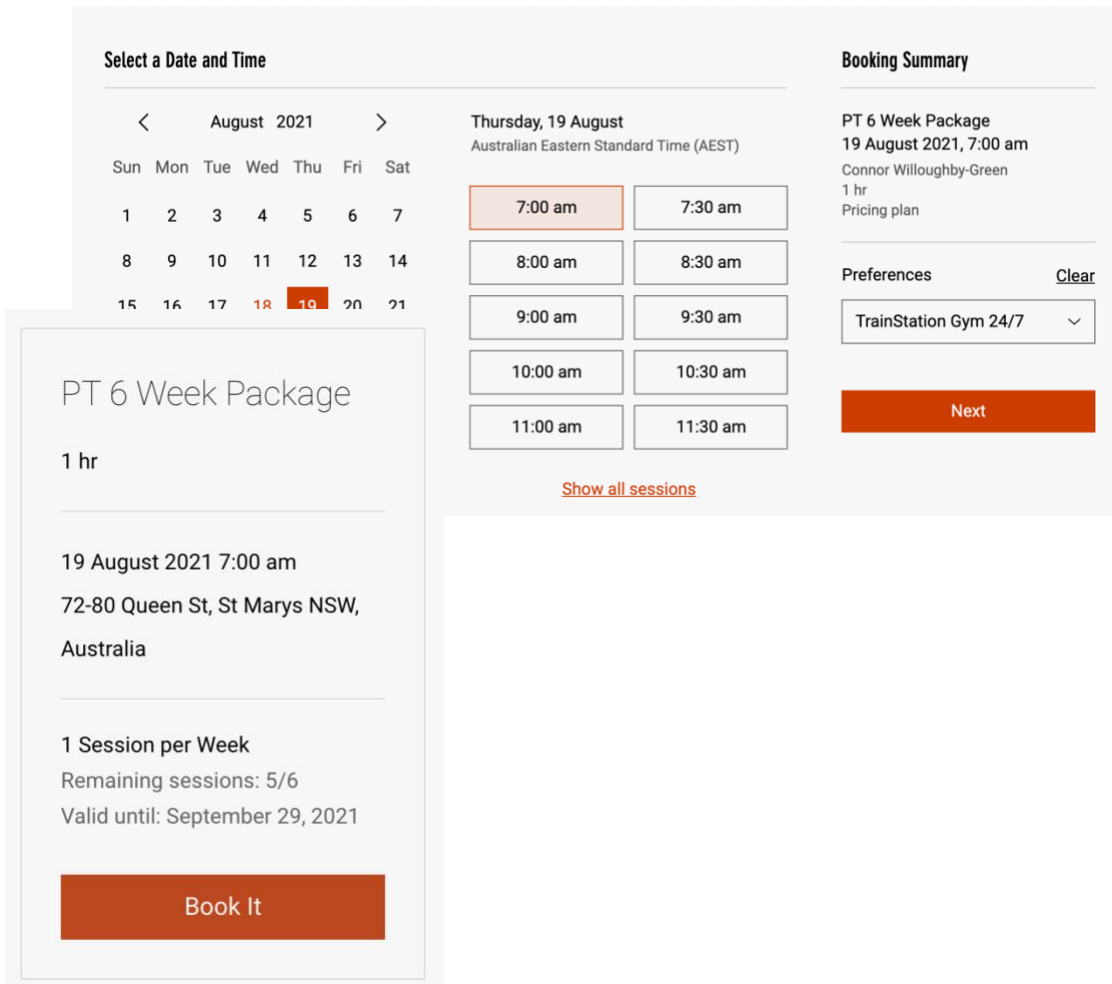 Select a Date and Time
August 2021
Sun Mon Tue Wed Thu Fri Sat
1 2 3 4 5 6 7
8 9 10 11 12 13 14
15 16 17 18 19 20 21
Thursday, 19 August
Australian Eastern Standard Time (AEST)
7:00 am 7:30 am
8:00 am 8:30 am
9:00 am 9:30 am
10:00 am 10:30 am
11:00 am 11:30 am
Show all sessions
Booking Summary
PT 6 Week Package
19 August 2021, 7:00 am
Connor Willoughby-Green
1 hr
Pricing plan
Preferences Clear
TrainStation Gym 24/7
Next
PT 6 Week Package
1 hr
19 August 2021 7:00 am
72-80 Queen St, St Marys NSW,
Australia
1 Session per Week
Remaining sessions: 5/6
Valid until: September 29, 2021
Book It